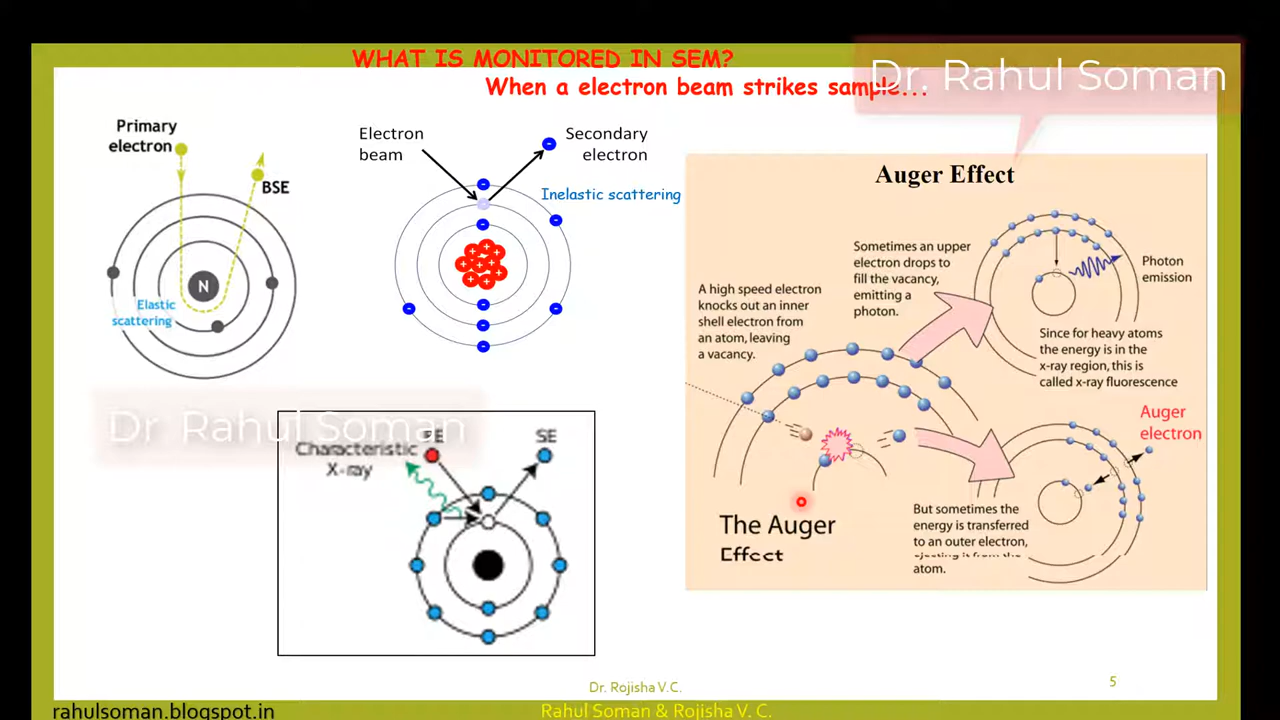 WHAT IS MONITORED IN SEM?
When a electron beam strikes sample...
Dr. Rahul Soman
Primary
electron
BSE
N
Elastic
scattering
Electron
beam
Secondary
electron
Inelastic scattering
Auger Effect
Sometimes an upper
electron drops to
fill the vacancy,
emitting a
photon.
Photon
emission
A high speed electron
knocks out an inner
shell electron from
an atom, leaving
a vacancy.
Since for heavy atoms
the energy is in the
x-ray region, this is
called x-ray fluorescence
Auger
electron
But sometimes the
energy is transferred
to an outer electron,
ejecting it from the
atom.
The Auger
Effect
Dr. Rahul Soman
Characteristic
X-ray
PE
SE
Dr. Rojisha V.C.
5
rahulsoman.blogspot.in
Rahul Soman & Rojisha V. C.